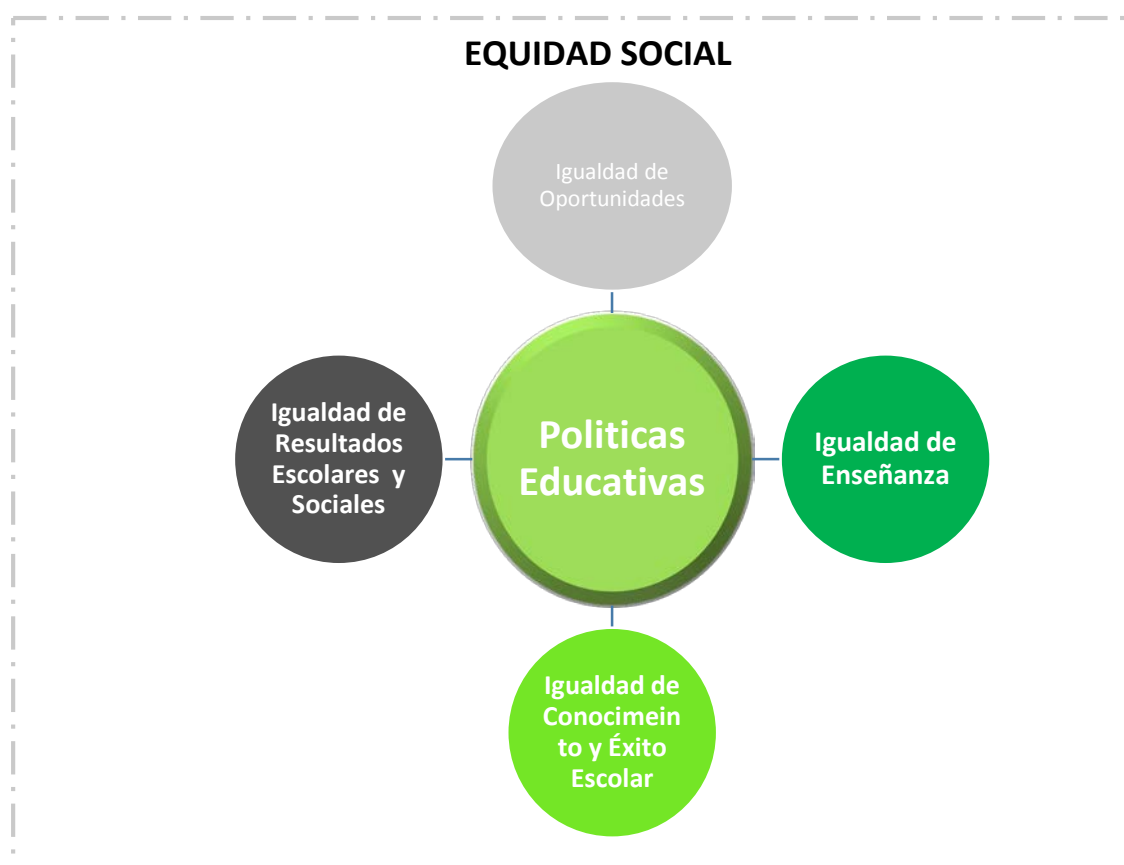 EQUIDAD SOCIAL
Igualdad de
Oportunidades
Igualdad de
Resultados
Escolares y
Sociales
Politicas
Educativas
Igualdad de
Enseñanza
Igualdad de
Conocimein
to y Éxito
Escolar